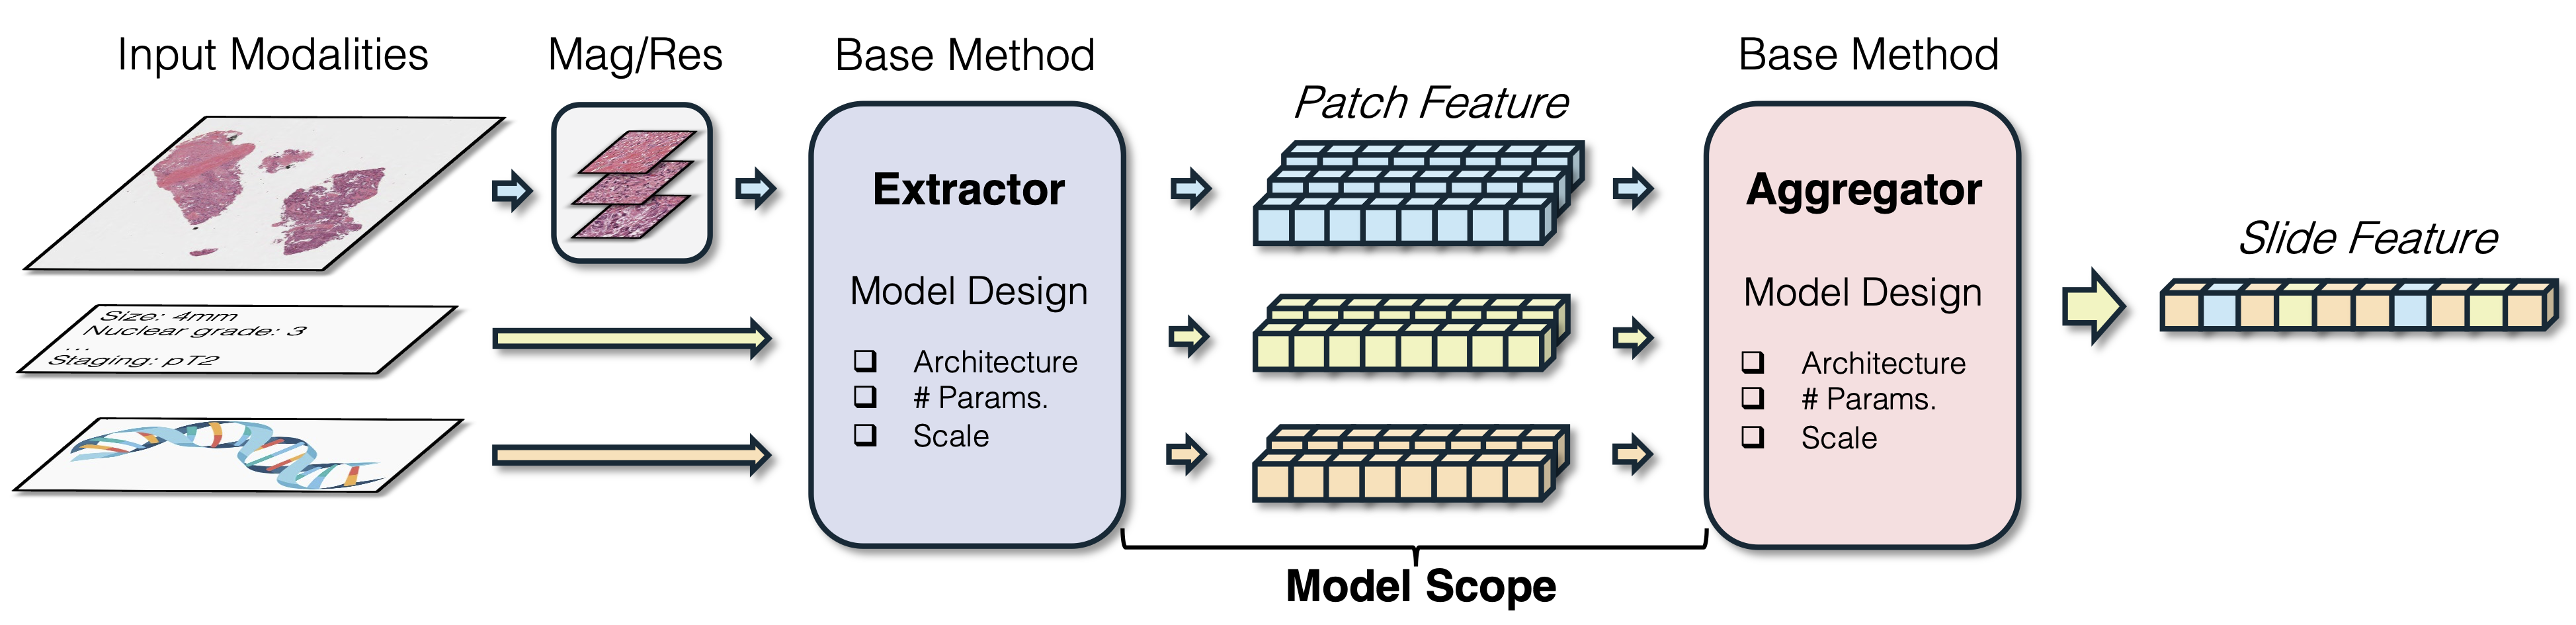 Input Modalities
Mag/Res
Base Method
Base Method
Patch Feature
Extractor
Aggregator
Slide Feature
Model Design
Model Design
Size: 4mm
Nuclear grade: 3
...
Staging: pT2
❑ Architecture
❑ # Params.
❑ Scale
❑ Architecture
❑ # Params.
❑ Scale
Model Scope